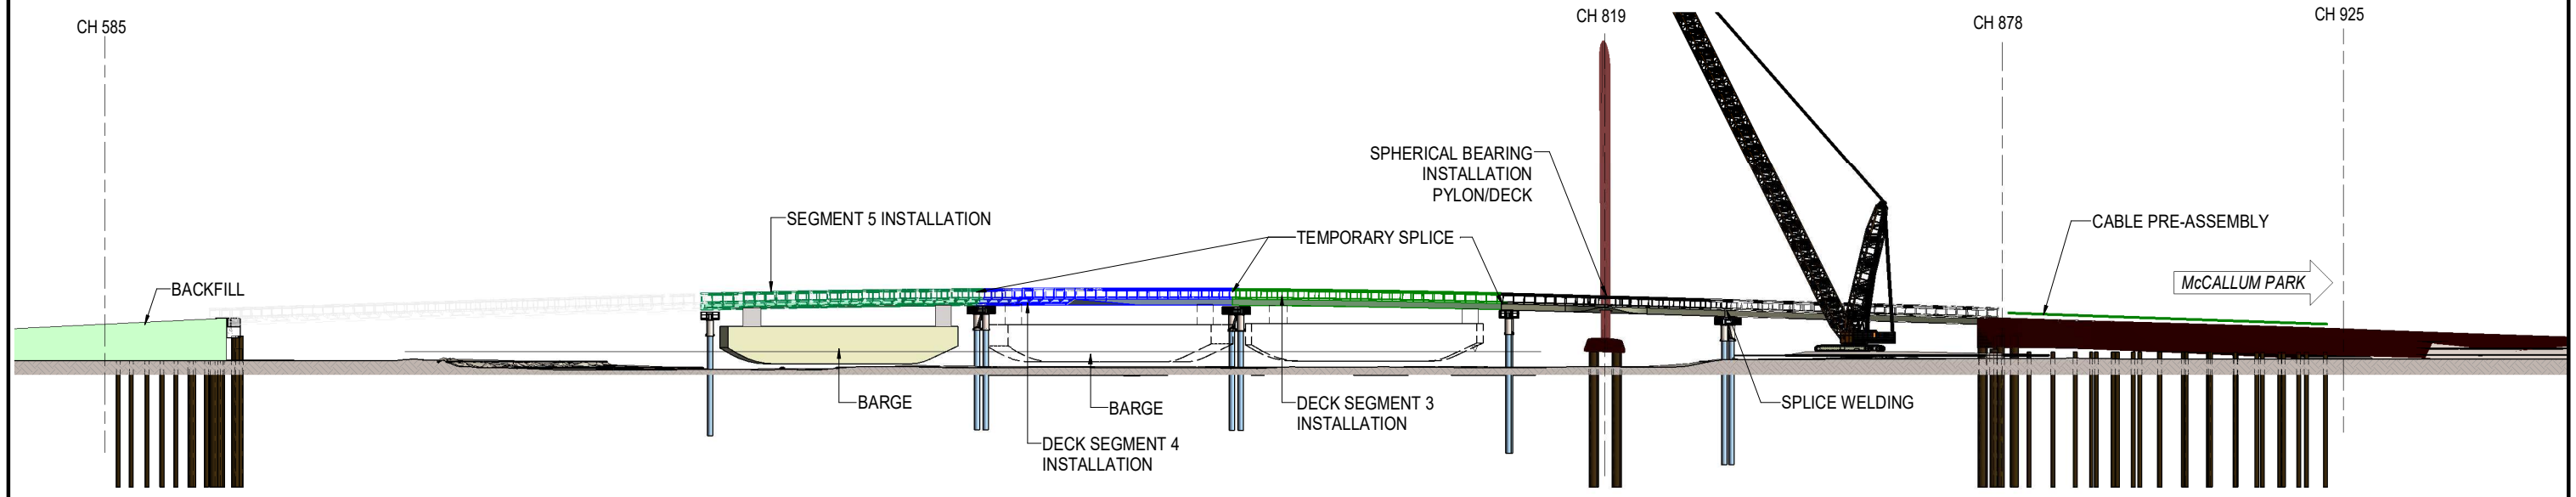 CH 585
CH 819
CH 878
CH 925
SPHERICAL BEARING
INSTALLATION
PYLON/DECK
SEGMENT 5 INSTALLATION
TEMPORARY SPLICE
CABLE PRE-ASSEMBLY
McCALLUM PARK
BACKFILL
BARGE
BARGE
DECK SEGMENT 3
INSTALLATION
SPLICE WELDING
DECK SEGMENT 4
INSTALLATION